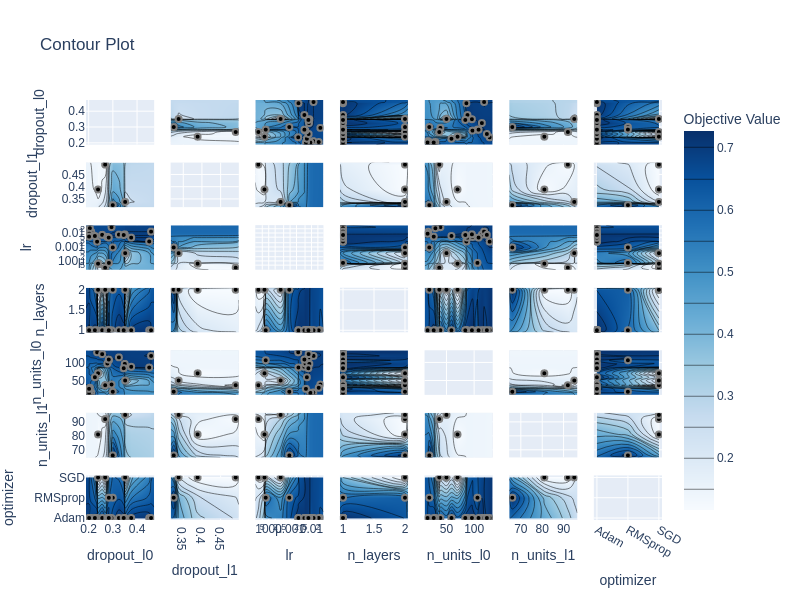 Contour Plot
Objective Value
0.7
0.6
0.5
0.4
0.3
0.2
dropout_l0
0.4
0.3
0.2
dropout_l1
0.45
0.4
0.35
lr
0.01
0.001
n_layers
2
1.5
1
n_units_l0
100
50
n_units_l1
90
80
70
optimizer
SGD
RMSprop
Adam
0.2 0.3 0.4
0.35 0.4 0.45
1 1.5 2
50 100
70 80 90
Adam RMSprop SGD
dropout_l0
dropout_l1
lr
n_layers
n_units_l0
n_units_l1
optimizer